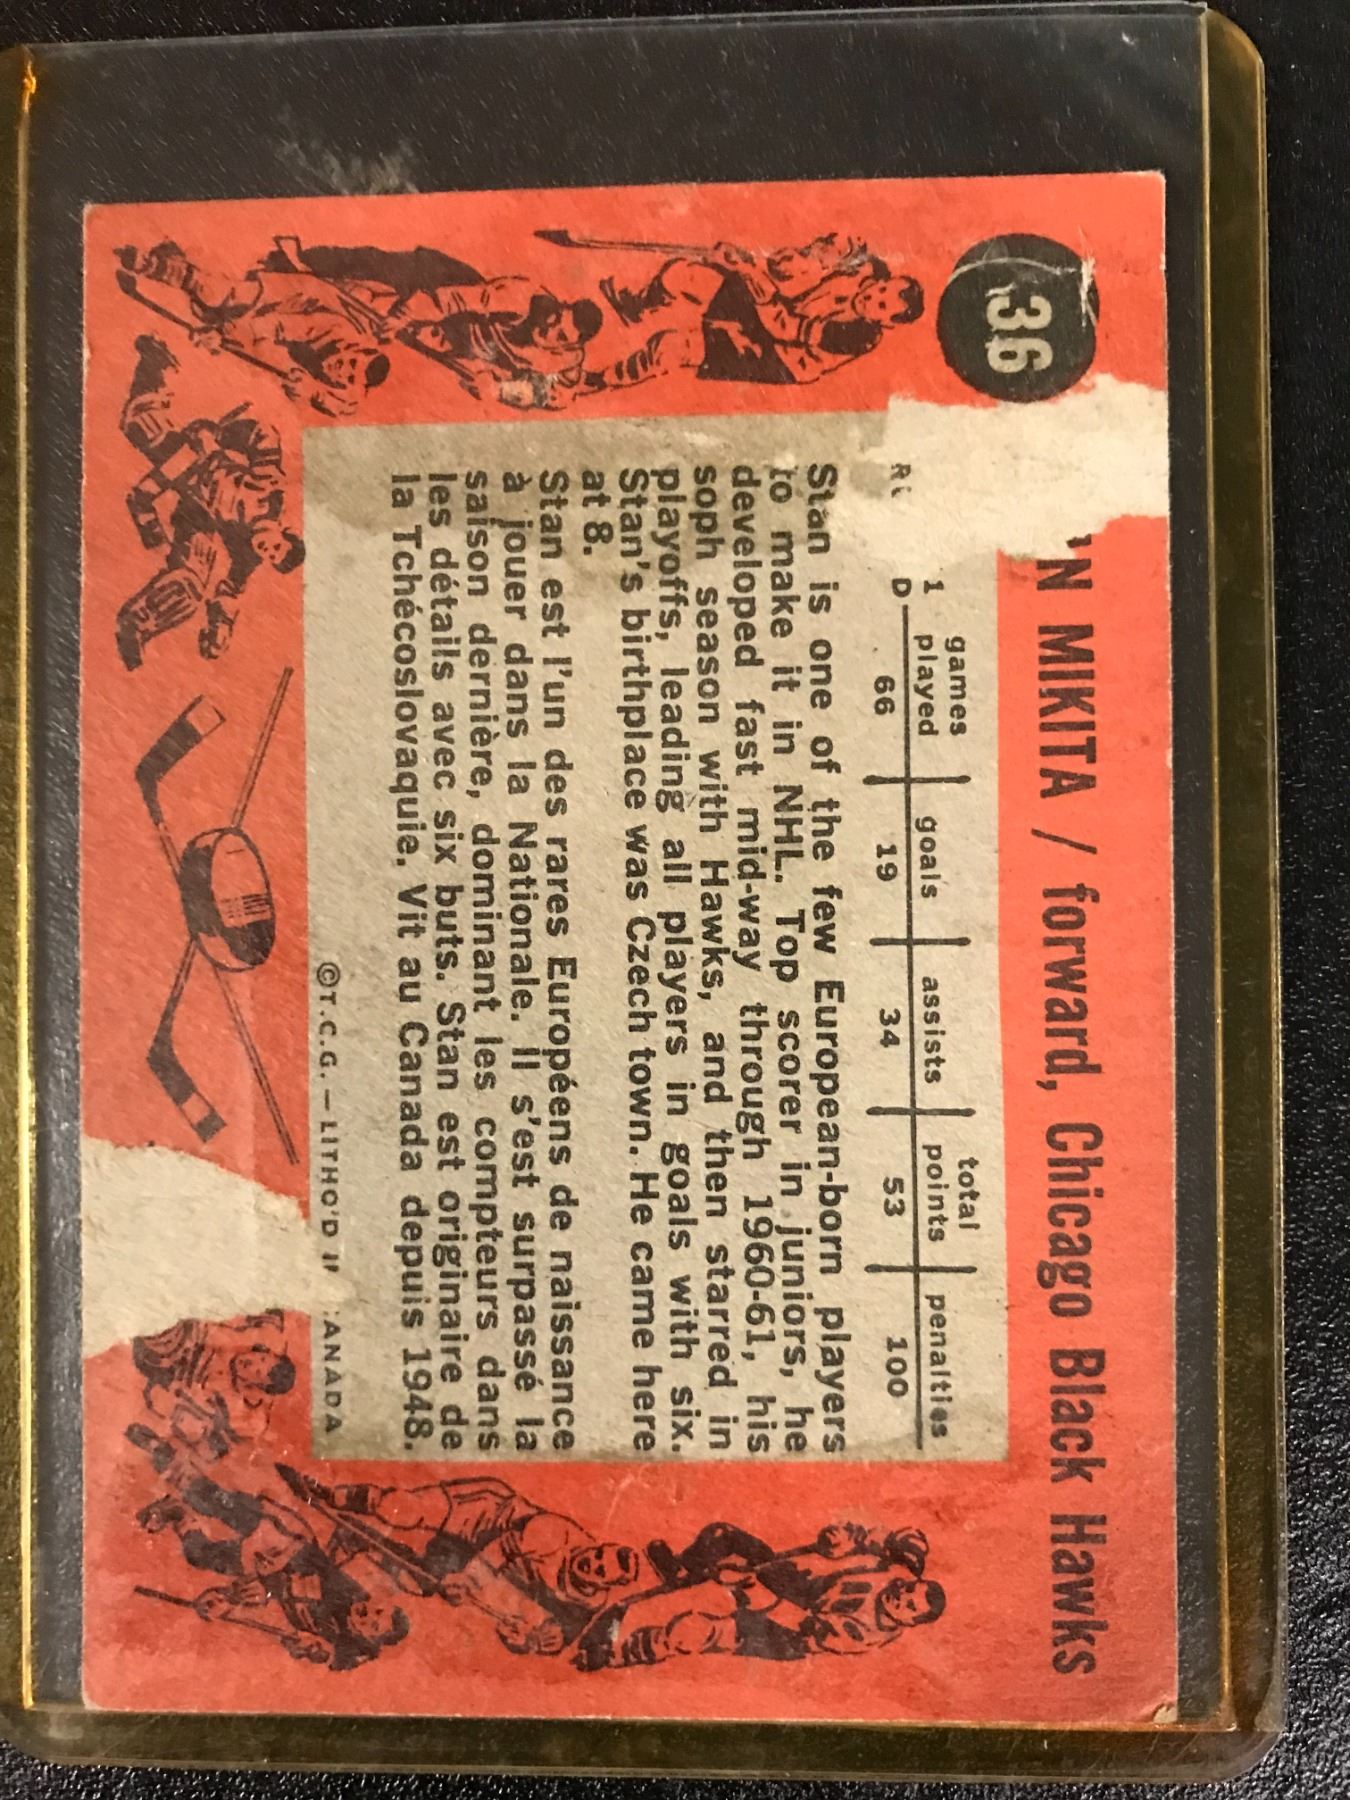 36
N MIKITA / forward, Chicago Black Hawks
games
played
goals
assists
total
points
penalties
66
19
34
53
100
Stan is one of the few European-born players
to make it in NHL. Top scorer in juniors, he
developed fast mid-way through 1960-61, his
soph season with Hawks, and then starred in
playoffs, leading all players in goals with six.
Stan's birthplace was Czech town. He came here
at 8.
Stan est l'un des rares Européens de naissance
à jouer dans la Nationale. Il s'est surpassé la
saison dernière, dominant les compteurs dans
les détails avec six buts. Stan est originaire de
la Tchécoslovaquie. Vit au Canada depuis 1948.
©T.C.G. — LITHO'D I ANADA